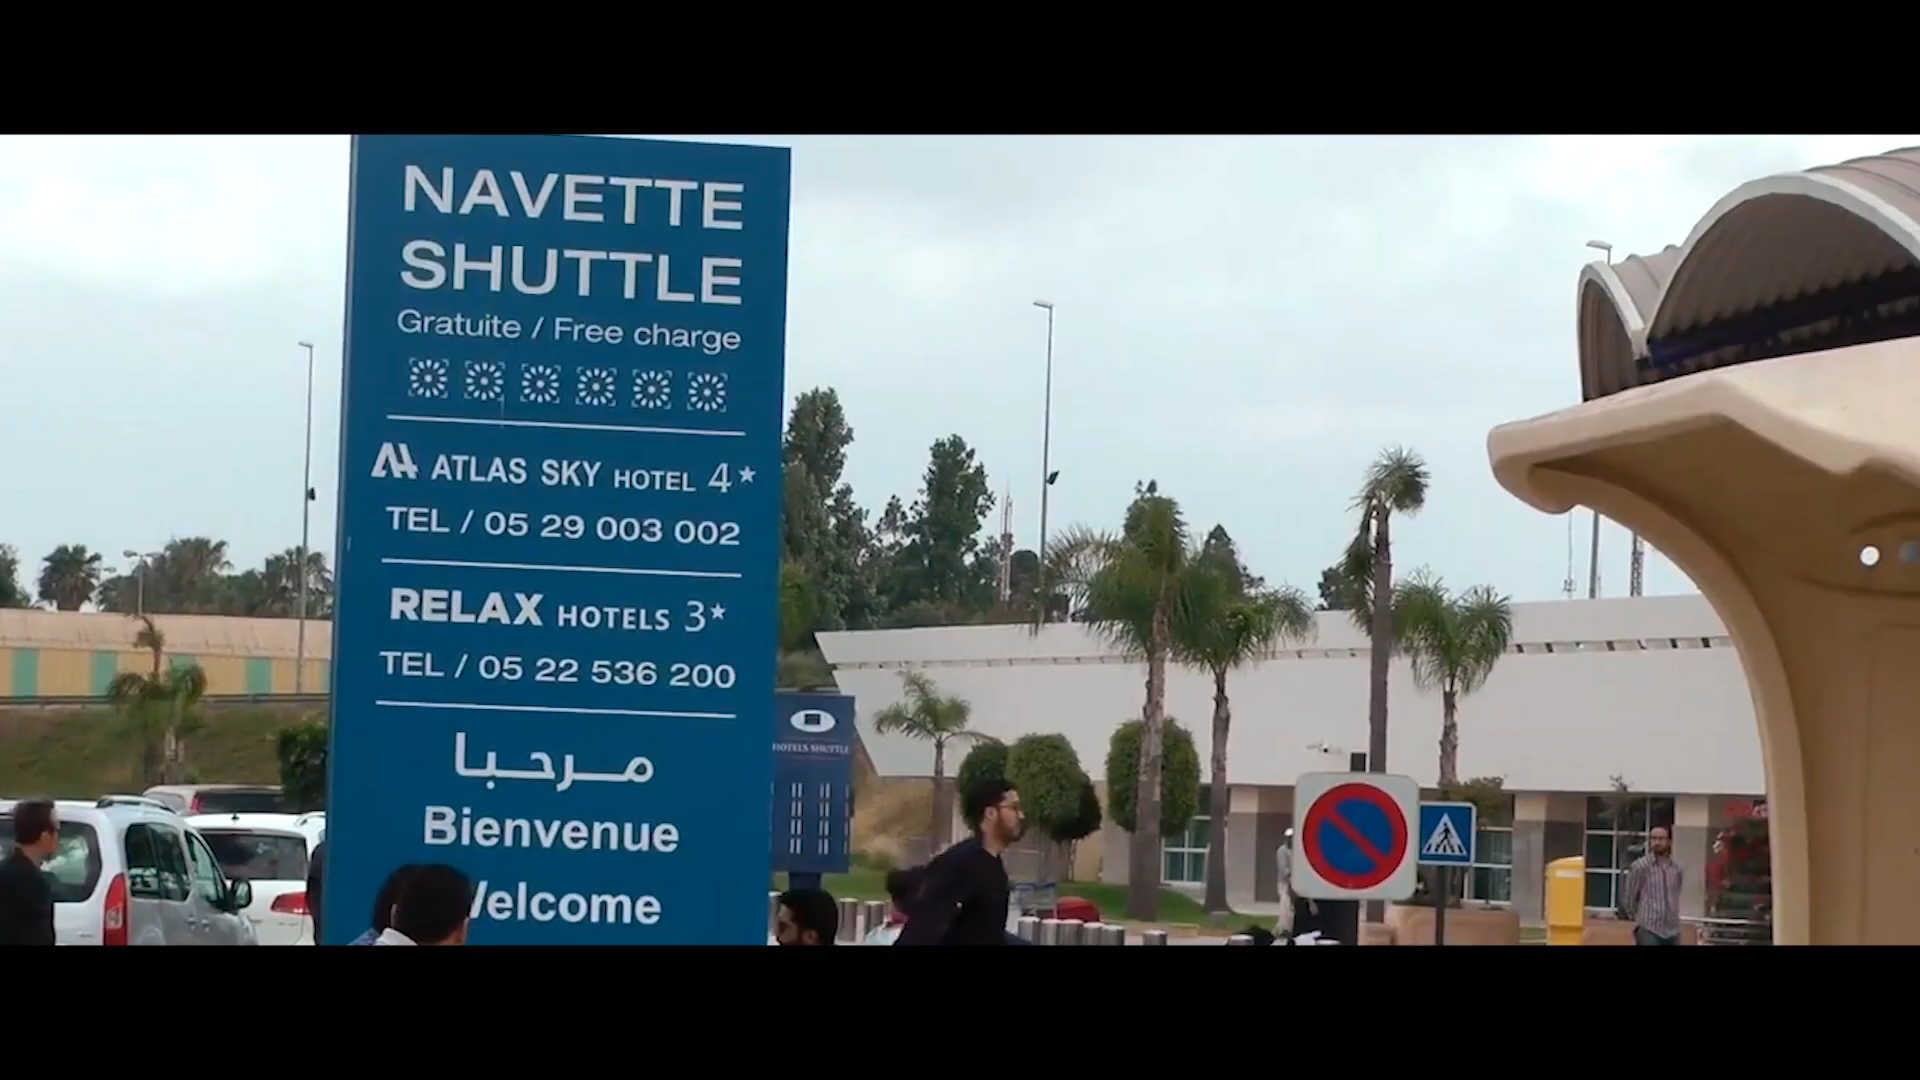 NAVETTE
SHUTTLE
Gratuite / Free charge
ATLAS SKY HOTEL 4★
TEL / 05 29 003 002
RELAX HOTELS 3★
TEL / 05 22 536 200
مرحبا
Bienvenue
Welcome
HOTELS SHUTTLE